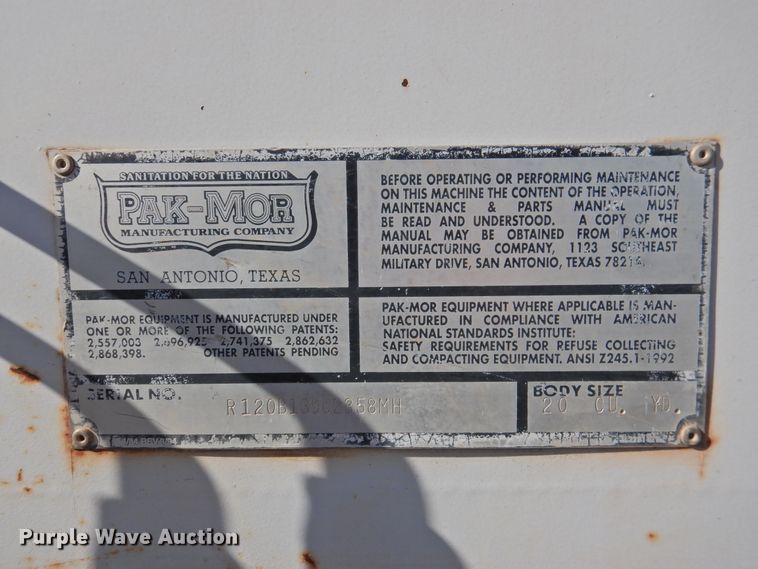 SANITATION FOR THE NATION
PAK-MOR
MANUFACTURING COMPANY
SAN ANTONIO, TEXAS
BEFORE OPERATING OR PERFORMING MAINTENANCE
ON THIS MACHINE THE CONTENT OF THE OPERATION,
MAINTENANCE & PARTS MANUAL MUST
BE READ AND UNDERSTOOD. A COPY OF THE
MANUAL MAY BE OBTAINED FROM PAK-MOR
MANUFACTURING COMPANY, 1123 SOUTHEAST
MILITARY DRIVE, SAN ANTONIO, TEXAS
PAK-MOR EQUIPMENT IS MANUFACTURED UNDER
ONE OR MORE OF THE FOLLOWING PATENTS:
2,557,003 2,696,925 2,741,375 2,862,632
2,868,398. OTHER PATENTS PENDING
PAK-MOR EQUIPMENT WHERE APPLICABLE IS MAN-
UFACTURED IN COMPLIANCE WITH AMERICAN
NATIONAL STANDARDS INSTITUTE:
SAFETY REQUIREMENTS FOR REFUSE COLLECTING
AND COMPACTING EQUIPMENT. ANSI Z245.1-1992
SERIAL NO.
BODY SIZE
20 CU. YD.
Purple Wave Auction